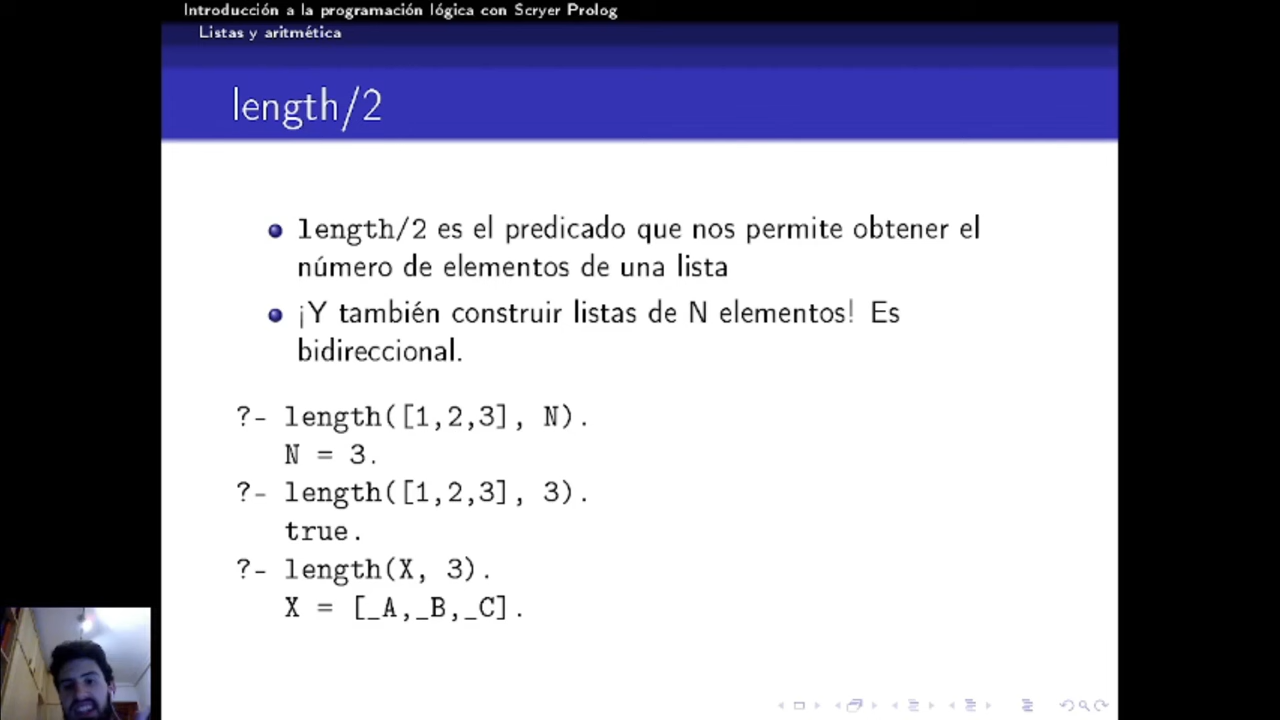 Introducción a la programación lógica con Scryer Prolog
Listas y aritmética
length/2
length/2 es el predicado que nos permite obtener el
número de elementos de una lista
¡Y también construir listas de N elementos! Es
bidireccional.
?- length([1,2,3], N).
N = 3.
?- length([1,2,3], 3).
true.
?- length(X, 3).
X = [_A,_B,_C].